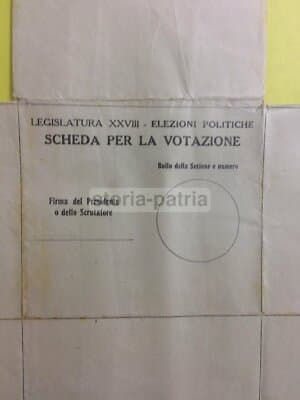 LEGISLATURA XXVIII - ELEZIONI POLITICHE
SCHEDA PER LA VOTAZIONE
Bollo della Sezione e numero
Firma del Presidente
o dello Scrutatore
storia-patria